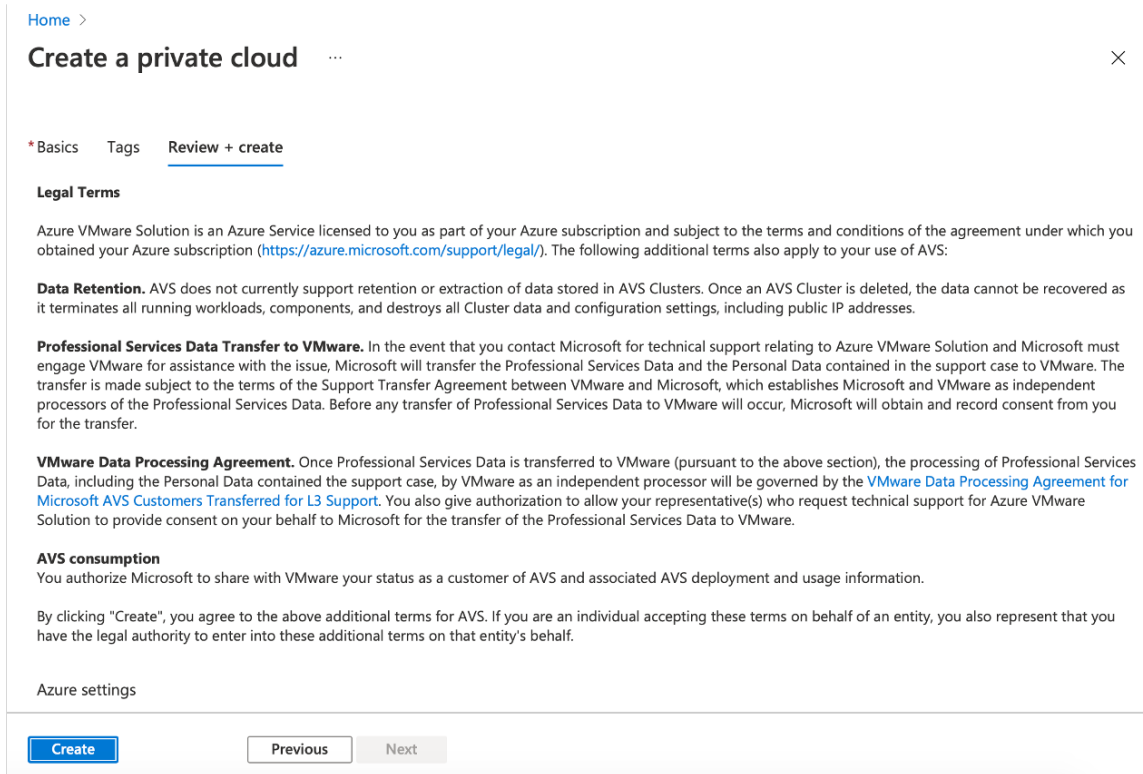 Home >
Create a private cloud ...
* Basics Tags Review + create
Legal Terms
Azure VMware Solution is an Azure Service licensed to you as part of your Azure subscription and subject to the terms and conditions of the agreement under which you
obtained your Azure subscription (https://azure.microsoft.com/support/legal/). The following additional terms also apply to your use of AVS:
Data Retention. AVS does not currently support retention or extraction of data stored in AVS Clusters. Once an AVS Cluster is deleted, the data cannot be recovered as
it terminates all running workloads, components, and destroys all Cluster data and configuration settings, including public IP addresses.
Professional Services Data Transfer to VMware. In the event that you contact Microsoft for technical support relating to Azure VMware Solution and Microsoft must
engage VMware for assistance with the issue, Microsoft will transfer the Professional Services Data and the Personal Data contained in the support case to VMware. The
transfer is made subject to the terms of the Support Transfer Agreement between VMware and Microsoft, which establishes Microsoft and VMware as independent
processors of the Professional Services Data. Before any transfer of Professional Services Data to VMware will occur, Microsoft will obtain and record consent from you
for the transfer.
VMware Data Processing Agreement. Once Professional Services Data is transferred to VMware (pursuant to the above section), the processing of Professional Services
Data, including the Personal Data contained the support case, by VMware as an independent processor will be governed by the VMware Data Processing Agreement for
Microsoft AVS Customers Transferred for L3 Support. You also give authorization to allow your representative(s) who request technical support for Azure VMware
Solution to provide consent on your behalf to Microsoft for the transfer of the Professional Services Data to VMware.
AVS consumption
You authorize Microsoft to share with VMware your status as a customer of AVS and associated AVS deployment and usage information.
By clicking "Create", you agree to the above additional terms for AVS. If you are an individual accepting these terms on behalf of an entity, you also represent that you
have the legal authority to enter into these additional terms on that entity's behalf.
Azure settings
Create Previous Next